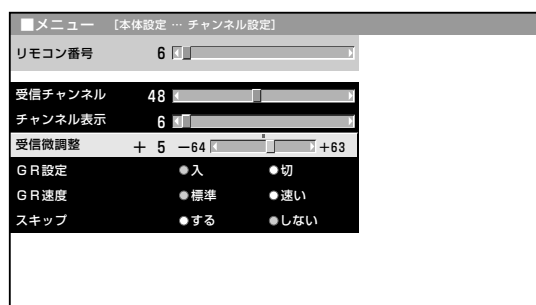 ■メニュー [本体設定 … チャンネル設定]
リモコン番号 6
受信チャンネル 48
チャンネル表示 6
受信微調整 + 5 −64 +63
GR設定 ●入 ●切
GR速度 ●標準 ●速い
スキップ ●する ●しない